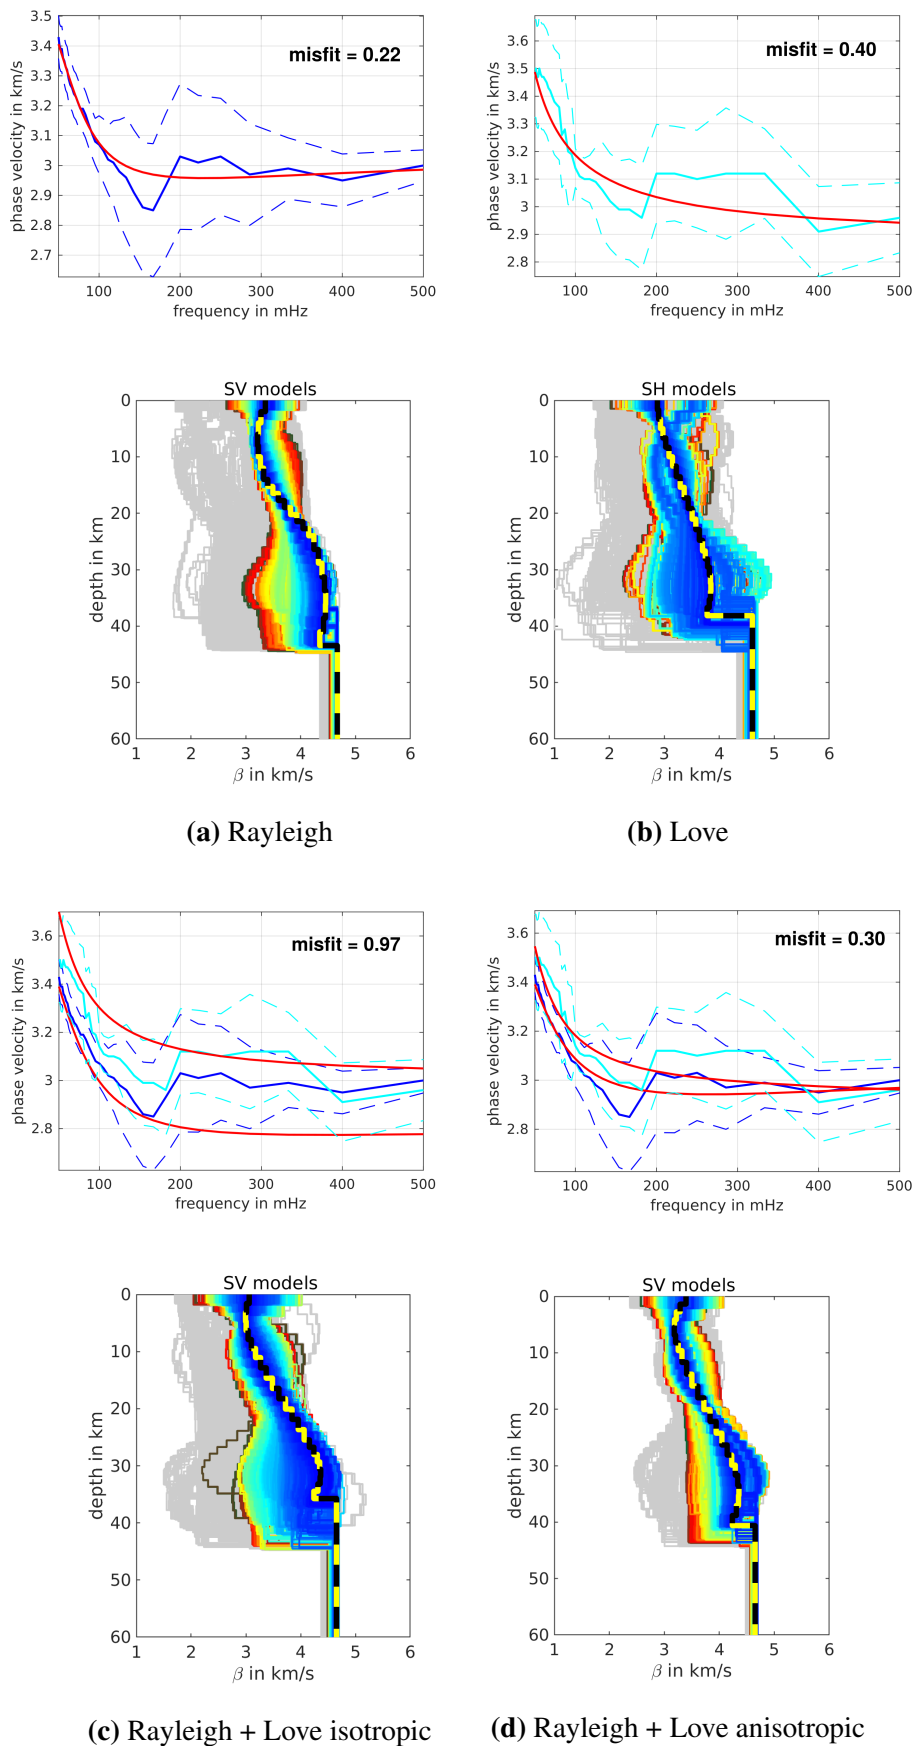 3.5
3.4
3.3
3.2
3.1
3
2.9
2.8
2.7
phase velocity in km/s
misfit = 0.22
100 200 300 400 500
frequency in mHz
3.6
3.5
3.3
3.2
3.1
3
2.9
2.8
phase velocity in km/s
misfit = 0.40
100 200 300 400 500
frequency in mHz
SV models
0
10
20
30
40
50
60
depth in km
1 2 3 4 5 6
β in km/s
SH models
0
10
20
30
40
50
60
depth in km
1 2 3 4 5 6
β in km/s
(a) Rayleigh
(b) Love
3.6
3.4
3.2
3
2.8
phase velocity in km/s
misfit = 0.97
100 200 300 400 500
frequency in mHz
3.6
3.4
3.2
3
2.8
phase velocity in km/s
misfit = 0.30
100 200 300 400 500
frequency in mHz
SV models
0
10
20
30
40
50
60
depth in km
1 2 3 4 5 6
β in km/s
SV models
0
10
20
30
40
50
60
depth in km
1 2 3 4 5 6
β in km/s
(c) Rayleigh + Love isotropic
(d) Rayleigh + Love anisotropic